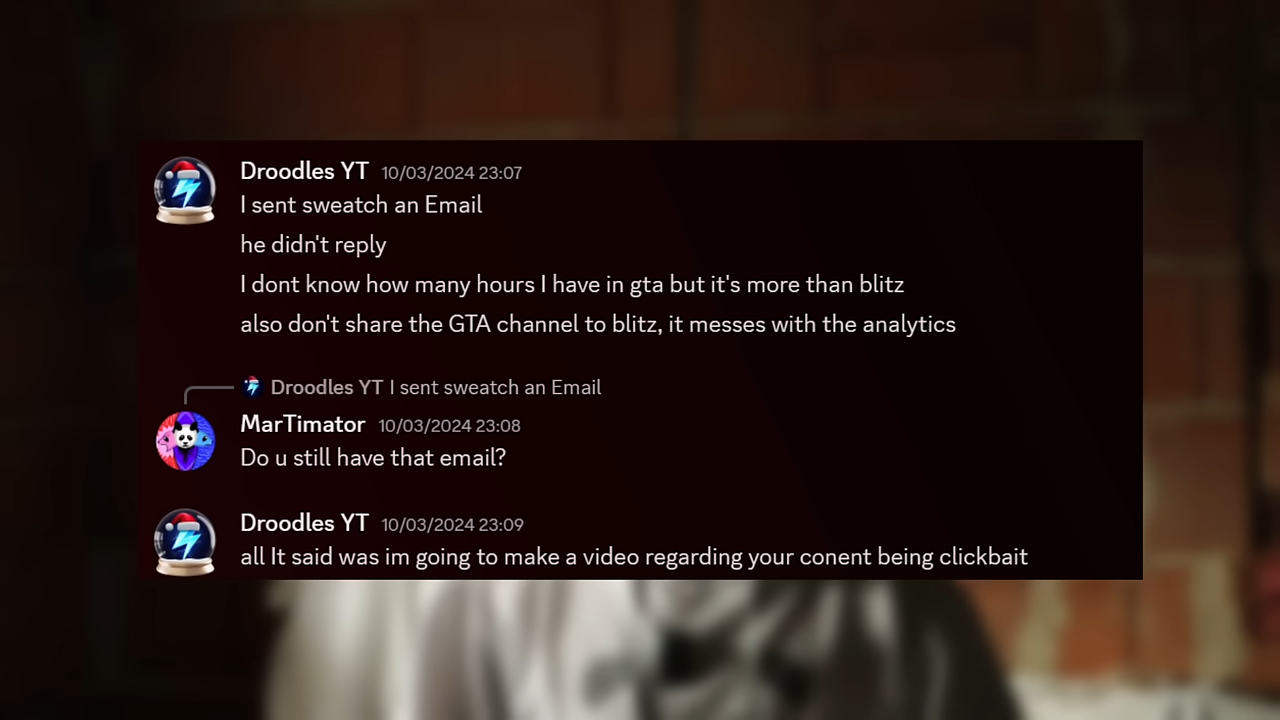 Droodles YT 10/03/2024 23:07
I sent sweatch an Email
he didn't reply
I dont know how many hours I have in gta but it's more than blitz
also don't share the GTA channel to blitz, it messes with the analytics
Droodles YT I sent sweatch an Email
MarTimator 10/03/2024 23:08
Do u still have that email?
Droodles YT 10/03/2024 23:09
all It said was im going to make a video regarding your conent being clickbait